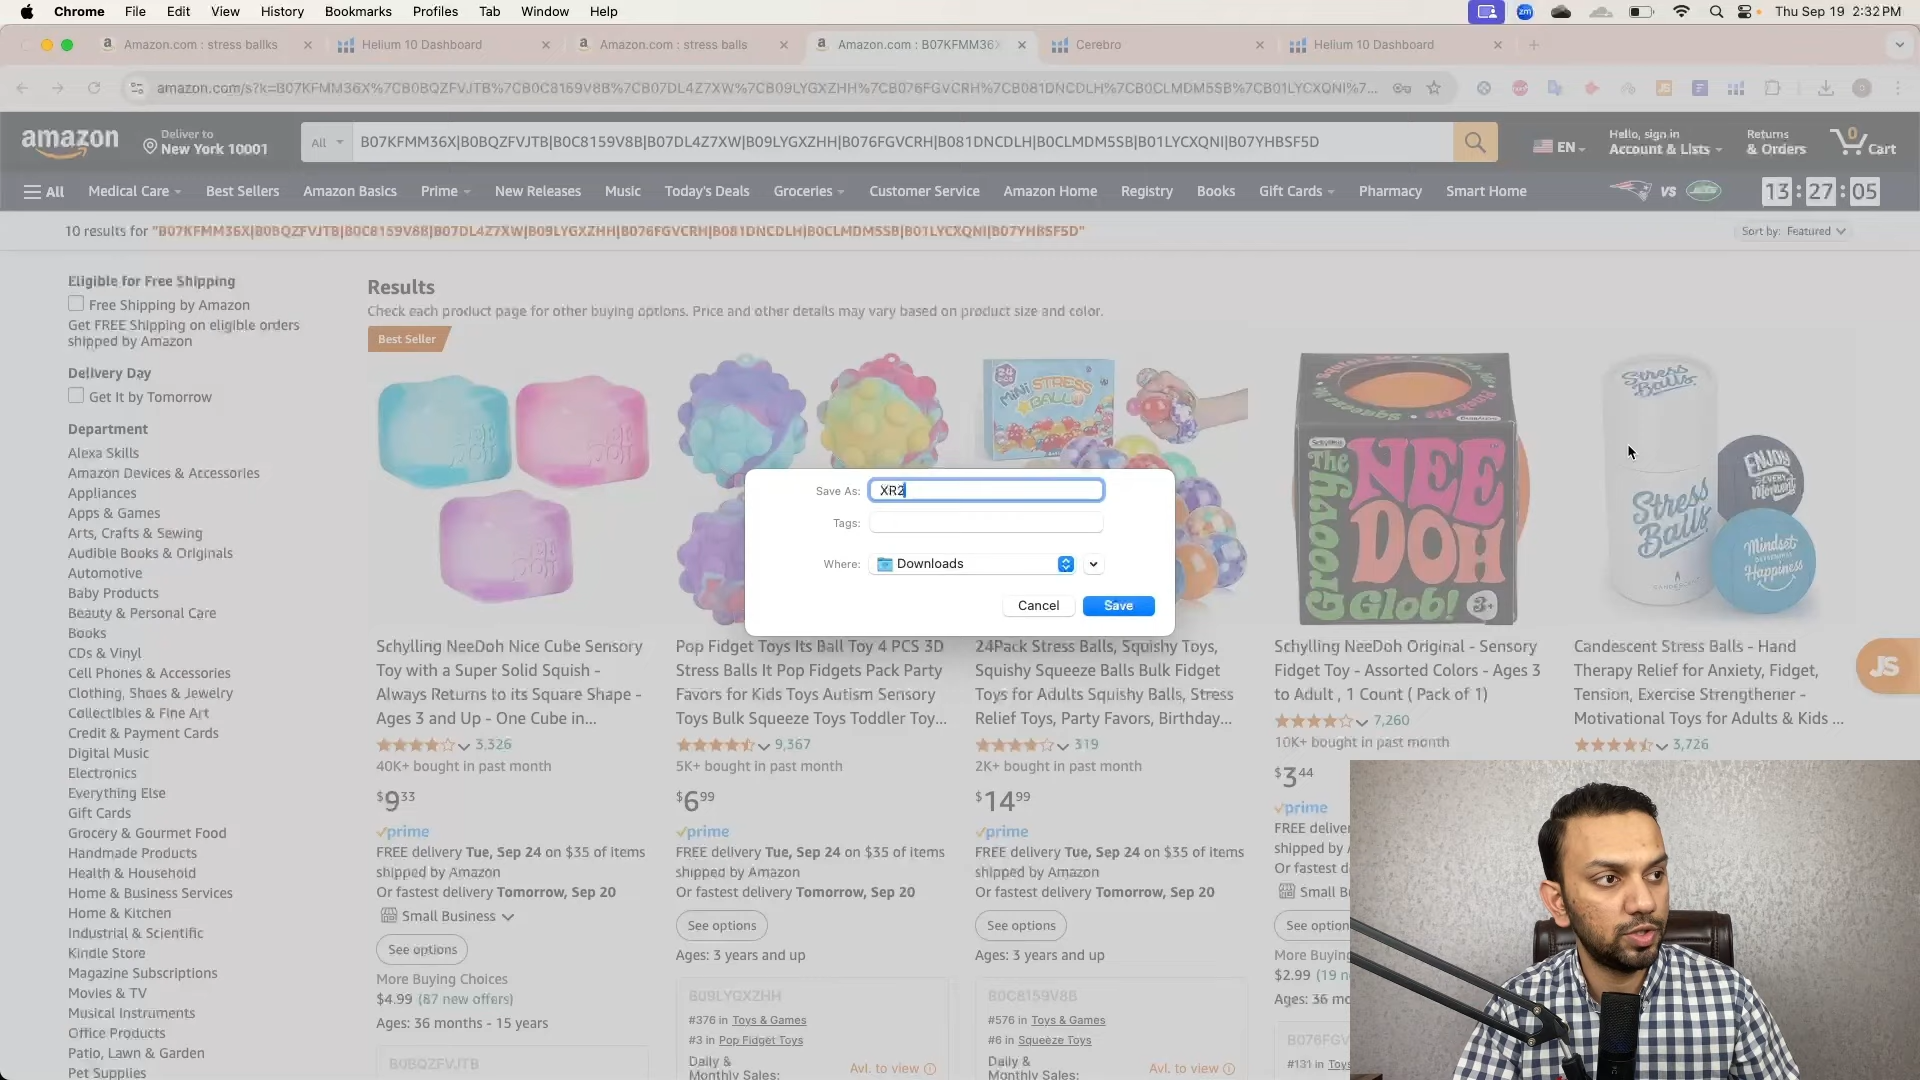 Chrome File Edit View History Bookmarks Profiles Tab Window Help
zm
Thu Sep 19 2:32 PM
Amazon.com : stress ballks
Helium 10 Dashboard
Amazon.com : stress balls
Amazon.com : B07KFMM36X
Cerebro
Helium 10 Dashboard
amazon.com/s?k=B07KFMM36X%7CB0BQZFVJTB%7CB0C8159V8B%7CB07DL4Z7XW%7CB09LYGXZHH%7CB076FGVCRH%7CB081DNCDLH%7CB0CLMDM5SB%7CB01LYCXQNI%7...
amazon
Deliver to
New York 10001
All
B07KFMM36X|B0BQZFVJTB|B0C8159V8B|B07DL4Z7XW|B09LYGXZHH|B076FGVCRH|B081DNCDLH|B0CLMDM5SB|B01LYCXQNI|B07YHBSF5D
EN
Hello, sign in
Account & Lists
Returns
& Orders
0
Cart
All Medical Care Best Sellers Amazon Basics Prime New Releases Music Today's Deals Groceries Customer Service Amazon Home Registry Books Gift Cards Pharmacy Smart Home
VS
13 : 27 : 05
10 results for "B07KFMM36X|B0BQZFVJTB|B0C8159V8B|B07DL4Z7XW|B09LYGXZHH|B076FGVCRH|B081DNCDLH|B0CLMDM5SB|B01LYCXQNI|B07YHBSF5D"
Sort by: Featured
Eligible for Free Shipping
Free Shipping by Amazon
Get FREE Shipping on eligible orders
shipped by Amazon
Delivery Day
Get It by Tomorrow
Department
Alexa Skills
Amazon Devices & Accessories
Appliances
Apps & Games
Arts, Crafts & Sewing
Audible Books & Originals
Automotive
Baby Products
Beauty & Personal Care
Books
CDs & Vinyl
Cell Phones & Accessories
Clothing, Shoes & Jewelry
Collectibles & Fine Art
Credit & Payment Cards
Digital Music
Electronics
Everything Else
Gift Cards
Grocery & Gourmet Food
Handmade Products
Health & Household
Home & Business Services
Home & Kitchen
Industrial & Scientific
Kindle Store
Magazine Subscriptions
Movies & TV
Musical Instruments
Office Products
Patio, Lawn & Garden
Pet Supplies
Results
Check each product page for other buying options. Price and other details may vary based on product size and color.
Best Seller
24 PCS
MINI STRESS
BALL
Schylling
The
Groovy
NEE
DOH
Glob!
3+
Stress
Balls
Stress
Balls
ENJOY
EVERY
Moment
Mindset
Happiness
Save As: XR2
Tags:
Where: Downloads
Cancel
Save
JS
Schylling NeeDoh Nice Cube Sensory
Toy with a Super Solid Squish -
Always Returns to its Square Shape -
Ages 3 and Up - One Cube in...
3,326
40K+ bought in past month
$9 33
prime
FREE delivery Tue, Sep 24 on $35 of items
shipped by Amazon
Or fastest delivery Tomorrow, Sep 20
Small Business
See options
More Buying Choices
$4.99 (87 new offers)
Ages: 36 months - 15 years
B0BQZFVJTB
Pop Fidget Toys Its Ball Toy 4 PCS 3D
Stress Balls It Pop Fidgets Pack Party
Favors for Kids Toys Autism Sensory
Toys Bulk Squeeze Toys Toddler Toy...
9,367
5K+ bought in past month
$6 99
prime
FREE delivery Tue, Sep 24 on $35 of items
shipped by Amazon
Or fastest delivery Tomorrow, Sep 20
See options
Ages: 3 years and up
B09LYGXZHH
#376 in Toys & Games
#3 in Pop Fidget Toys
Daily &
Monthly Sales:
Avl. to view
24Pack Stress Balls, Squishy Toys,
Squishy Squeeze Balls Bulk Fidget
Toys for Adults Squishy Balls, Stress
Relief Toys, Party Favors, Birthday...
319
2K+ bought in past month
$14 99
prime
FREE delivery Tue, Sep 24 on $35 of items
shipped by Amazon
Or fastest delivery Tomorrow, Sep 20
See options
Ages: 3 years and up
B0C8159V8B
#576 in Toys & Games
#6 in Squeeze Toys
Daily &
Monthly Sales:
Avl. to view
Schylling NeeDoh Original - Sensory
Fidget Toy - Assorted Colors - Ages 3
to Adult , 1 Count ( Pack of 1)
7,260
10K+ bought in past month
$3 44
prime
FREE delive
shipped by A
Or fastest d
Small B
See option
More Buying
$2.99 (19 n
Ages: 36 mo
B076FGV
#131 in Toy
Candescent Stress Balls - Hand
Therapy Relief for Anxiety, Fidget,
Tension, Exercise Strengthener -
Motivational Toys for Adults & Kids ...
3,726